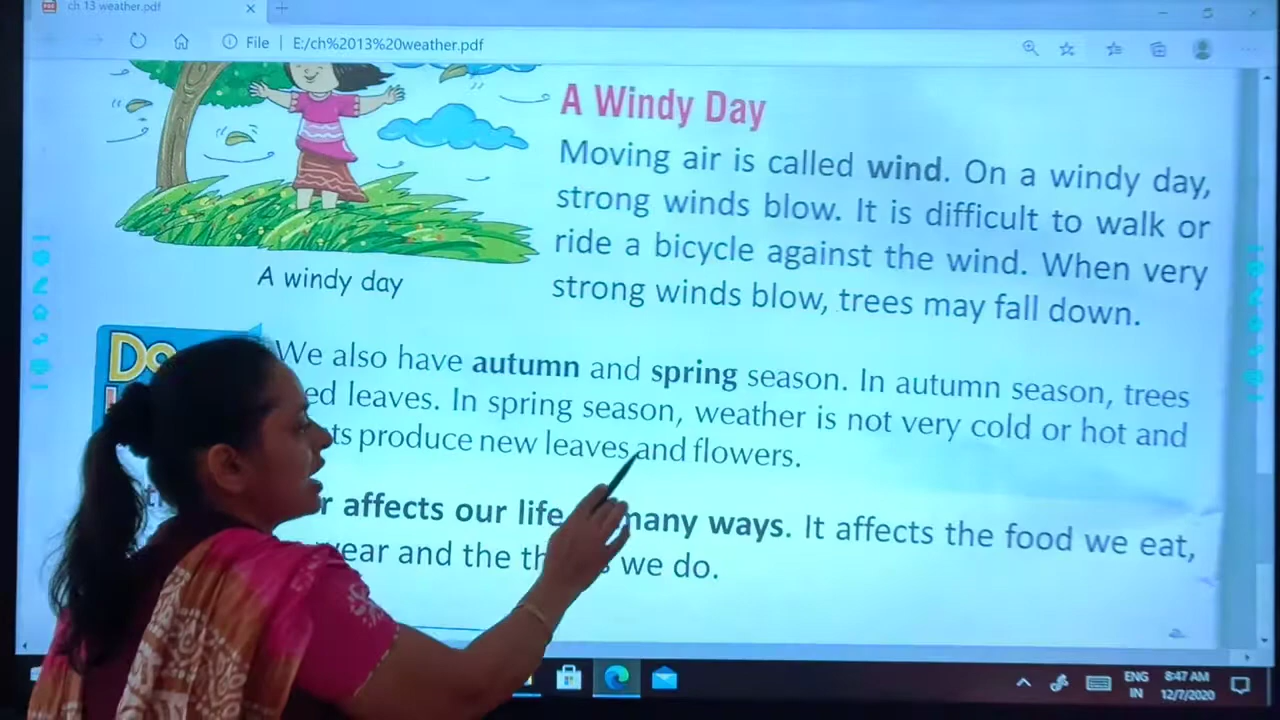 ch 13 weather.pdf
File | E:/ch%2013%20weather.pdf
A Windy Day
Moving air is called wind. On a windy day,
strong winds blow. It is difficult to walk or
ride a bicycle against the wind. When very
strong winds blow, trees may fall down.
A windy day
Do
We also have autumn and spring season. In autumn season, trees
ed leaves. In spring season, weather is not very cold or hot and
ts produce new leaves and flowers.
r affects our life many ways. It affects the food we eat,
wear and the we do.
ENG
IN
8:47 AM
12/7/2020